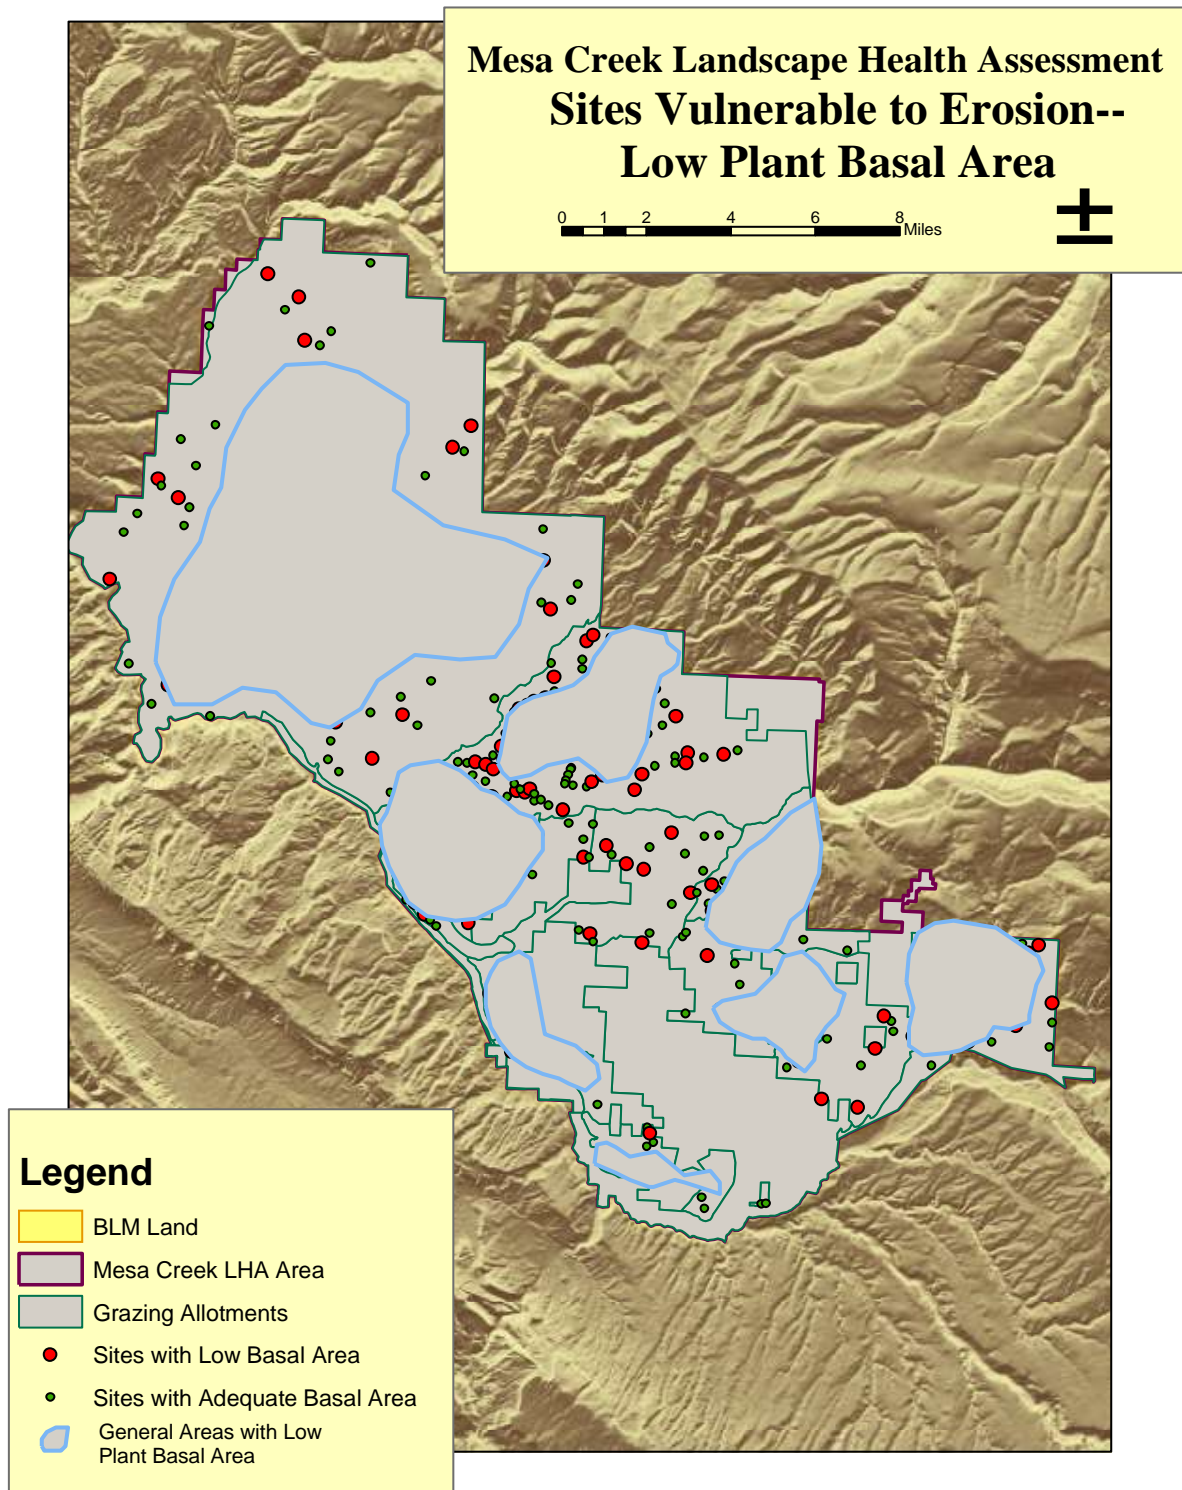 Mesa Creek Landscape Health Assessment
Sites Vulnerable to Erosion--
Low Plant Basal Area
0 1 2 4 6 8
Miles
Legend
BLM Land
Mesa Creek LHA Area
Grazing Allotments
Sites with Low Basal Area
Sites with Adequate Basal Area
General Areas with Low
Plant Basal Area